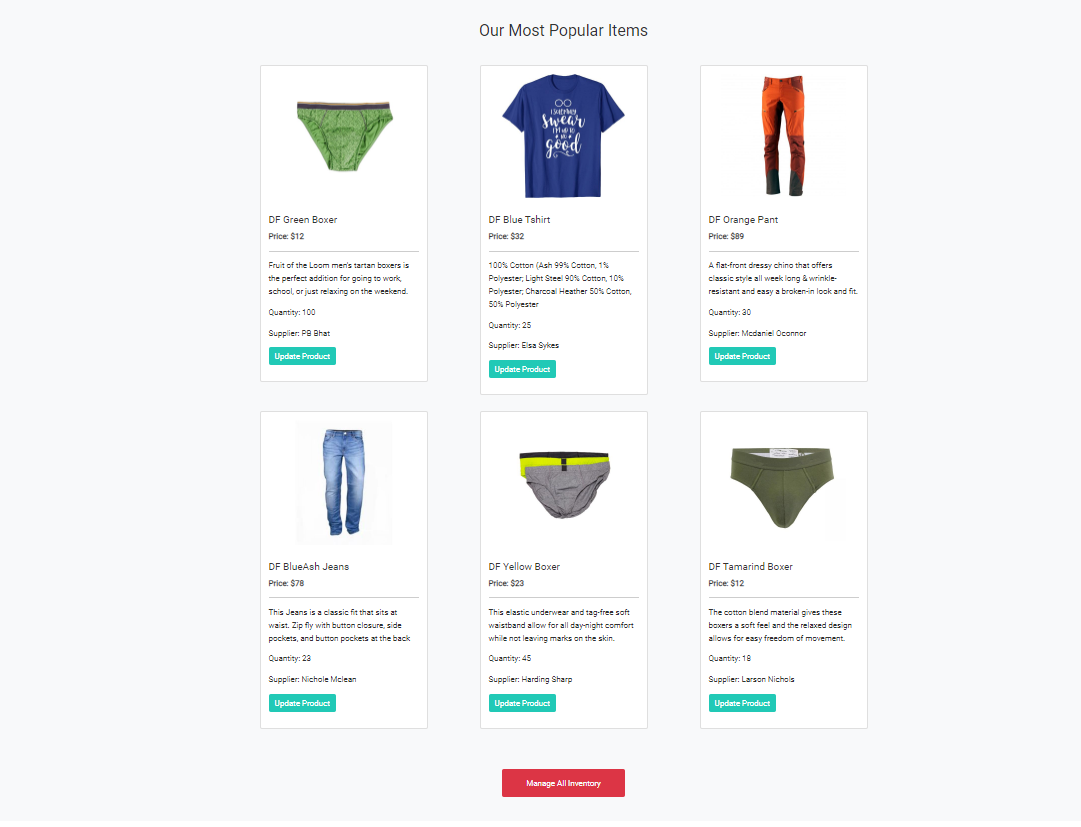 Our Most Popular Items
I SOLEMNLY
Swear
I'M UP TO
NO
good
DF Green Boxer
Price: $12
Fruit of the Loom men's tartan boxers is
the perfect addition for going to work,
school, or just relaxing on the weekend.
Quantity: 100
Supplier: PB Bhat
Update Product
DF Blue Tshirt
Price: $32
100% Cotton (Ash 99% Cotton, 1%
Polyester; Light Steel 90% Cotton, 10%
Polyester; Charcoal Heather 50% Cotton,
50% Polyester
Quantity: 25
Supplier: Elsa Sykes
Update Product
DF Orange Pant
Price: $89
A flat-front dressy chino that offers
classic style all week long & wrinkle-
resistant and easy a broken-in look and fit.
Quantity: 30
Supplier: Mcdaniel Oconnor
Update Product
DF BlueAsh Jeans
Price: $78
This Jeans is a classic fit that sits at
waist. Zip fly with button closure, side
pockets, and button pockets at the back
Quantity: 23
Supplier: Nichole Mclean
Update Product
DF Yellow Boxer
Price: $23
This elastic underwear and tag-free soft
waistband allow for all day-night comfort
while not leaving marks on the skin.
Quantity: 45
Supplier: Harding Sharp
Update Product
DF Tamarind Boxer
Price: $12
The cotton blend material gives these
boxers a soft feel and the relaxed design
allows for easy freedom of movement.
Quantity: 18
Supplier: Larson Nichols
Update Product
Manage All Inventory